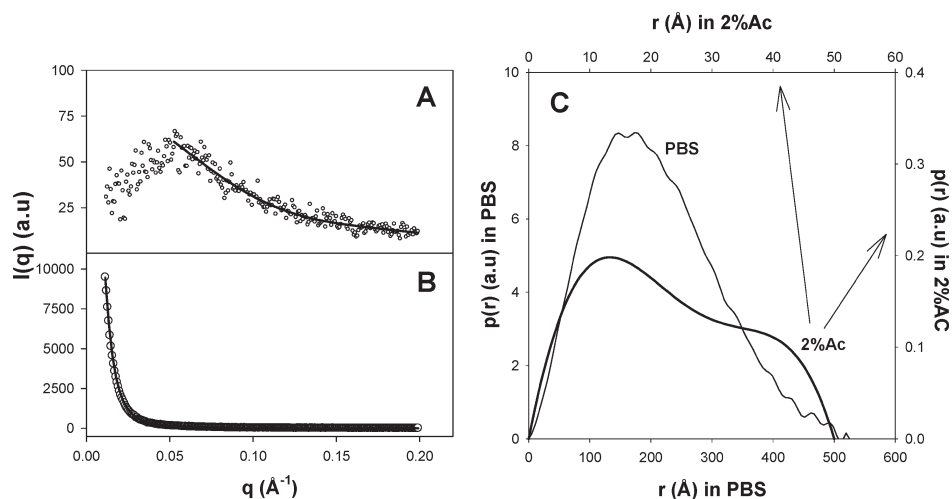 A
100
75
50
25
I(q) (a.u)
B
10000
7500
5000
2500
0
0.00 0.05 0.10 0.15 0.20
q (Å-1)
r (Å) in 2%Ac
0 10 20 30 40 50 60
C
10
8
6
4
2
0
p(r) (a.u) in PBS
PBS
2%Ac
0.4
0.3
0.2
0.1
0.0
p(r) (a.u) in 2%AC
0 100 200 300 400 500 600
r (Å) in PBS